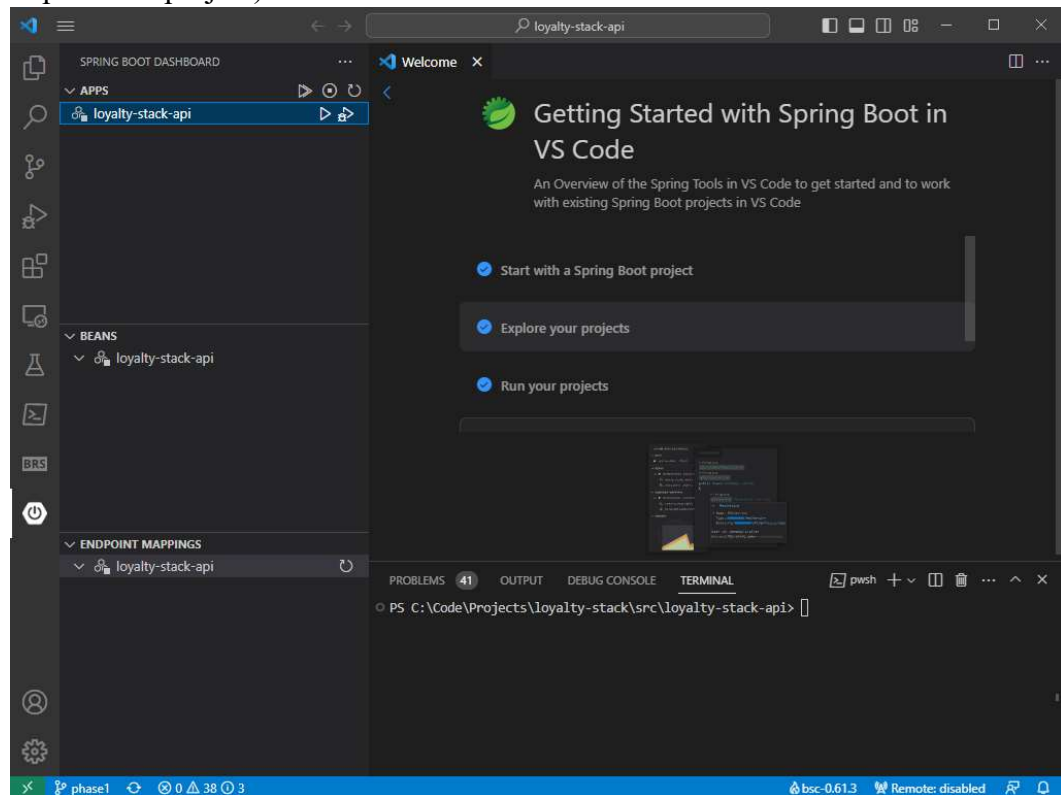 loyalty-stack-api
SPRING BOOT DASHBOARD
Welcome
APPS
loyalty-stack-api
Getting Started with Spring Boot in
VS Code
An Overview of the Spring Tools in VS Code to get started and to work
with existing Spring Boot projects in VS Code
Start with a Spring Boot project
Explore your projects
Run your projects
BEANS
loyalty-stack-api
BRS
ENDPOINT MAPPINGS
loyalty-stack-api
PROBLEMS 41 OUTPUT DEBUG CONSOLE TERMINAL pwsh
PS C:\Code\Projects\loyalty-stack\src\loyalty-stack-api>
phase1 0 38 3 bsc-0.61.3 Remote: disabled